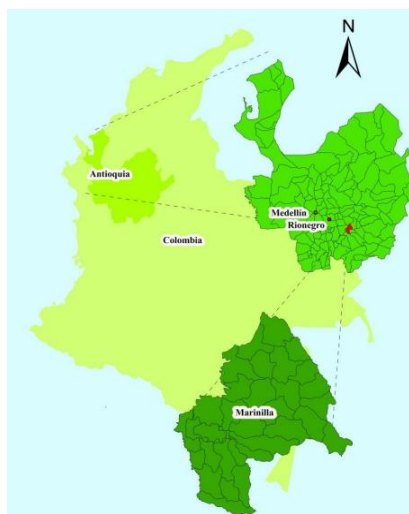 N
Antioquia
Medellín
Rionegro
Colombia
Marinilla